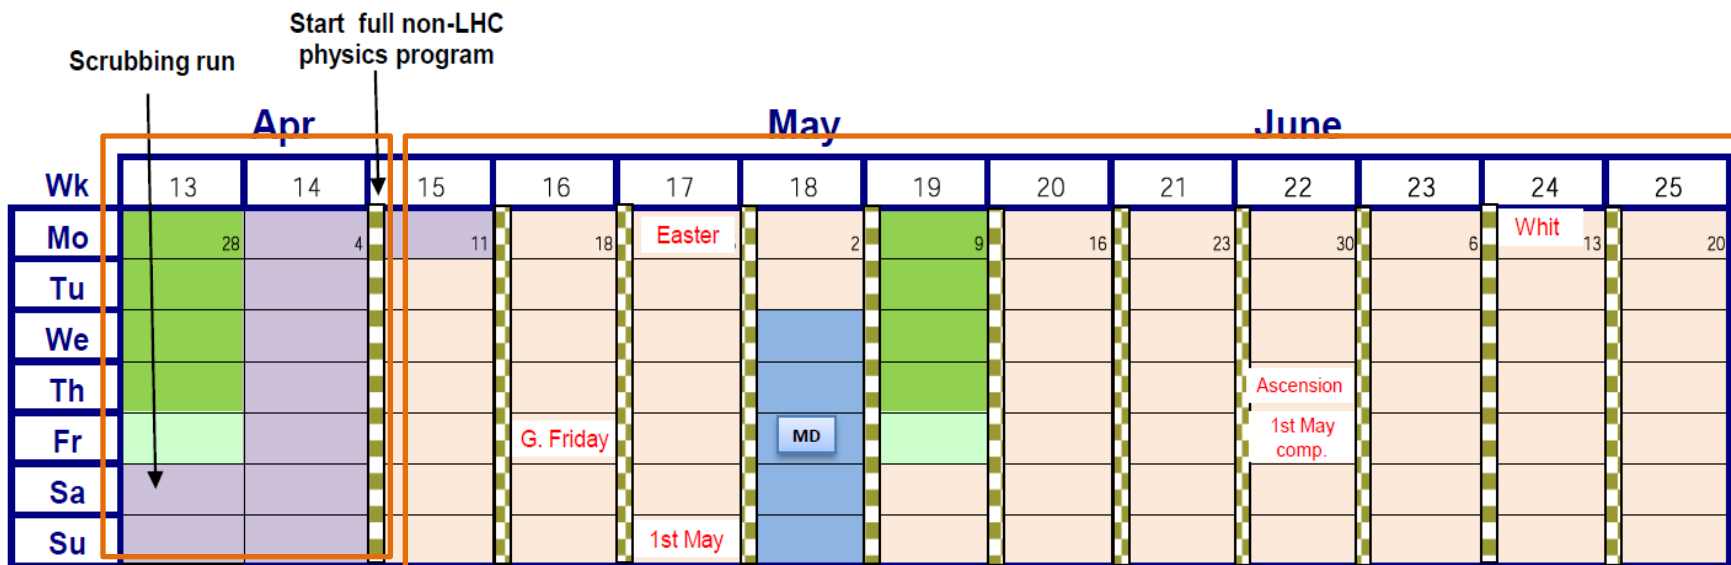 Start full non-LHC
physics program
Scrubbing run
Apr May June
Wk 13 14 15 16 17 18 19 20 21 22 23 24 25
Mo 28 4 11 18 Easter 2 9 16 23 30 6 Whit 13 20
Tu
We
Th Ascension
Fr G. Friday MD 1st May
comp.
Sa
Su 1st May